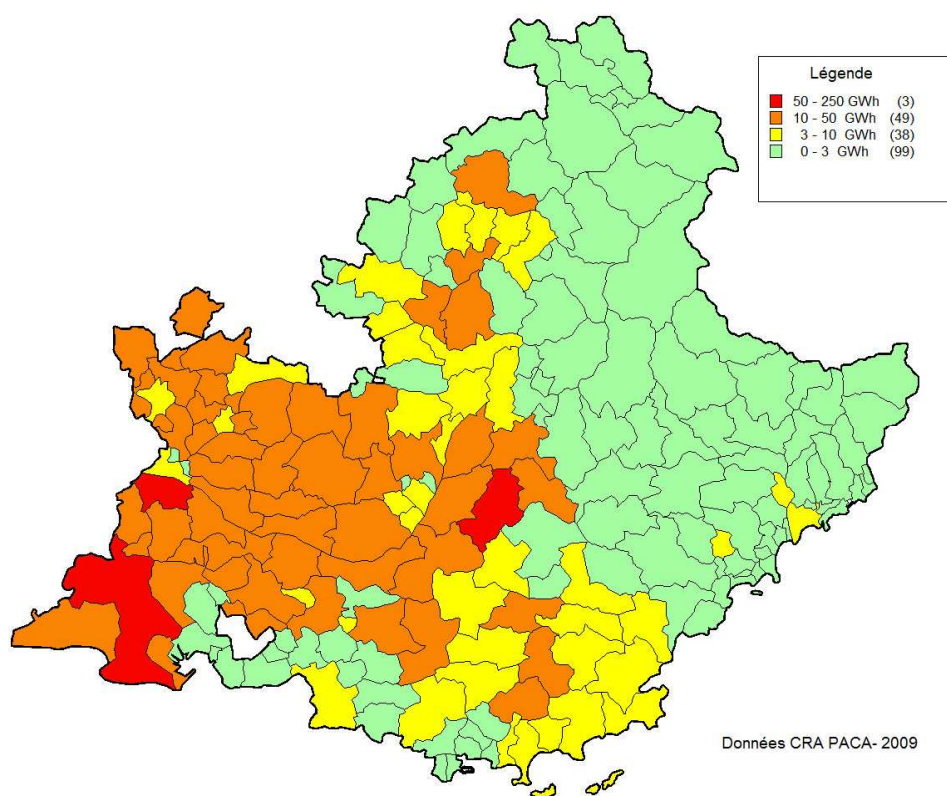 Légende
50 - 250 GWh (3)
10 - 50 GWh (49)
3 - 10 GWh (38)
0 - 3 GWh (99)
Données CRA PACA- 2009